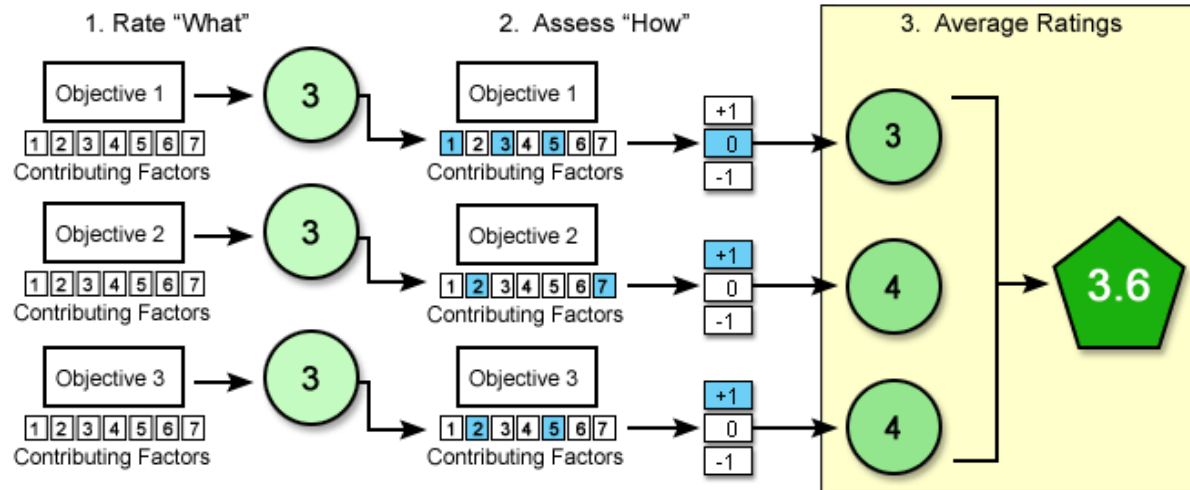 1. Rate “What”
2. Assess “How”
3. Average Ratings
Objective 1
3
Objective 1
+1
0
-1
3
1 2 3 4 5 6 7
1 2 3 4 5 6 7
Contributing Factors
Contributing Factors
Objective 2
3
Objective 2
+1
0
-1
4
3.6
1 2 3 4 5 6 7
1 2 3 4 5 6 7
Contributing Factors
Contributing Factors
Objective 3
3
Objective 3
+1
0
-1
4
1 2 3 4 5 6 7
1 2 3 4 5 6 7
Contributing Factors
Contributing Factors